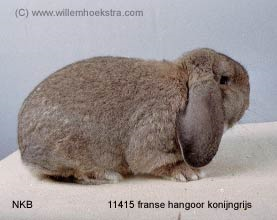 (C) www.willemhoekstra.com
NKB
11415 franse hangoor konijngrijs